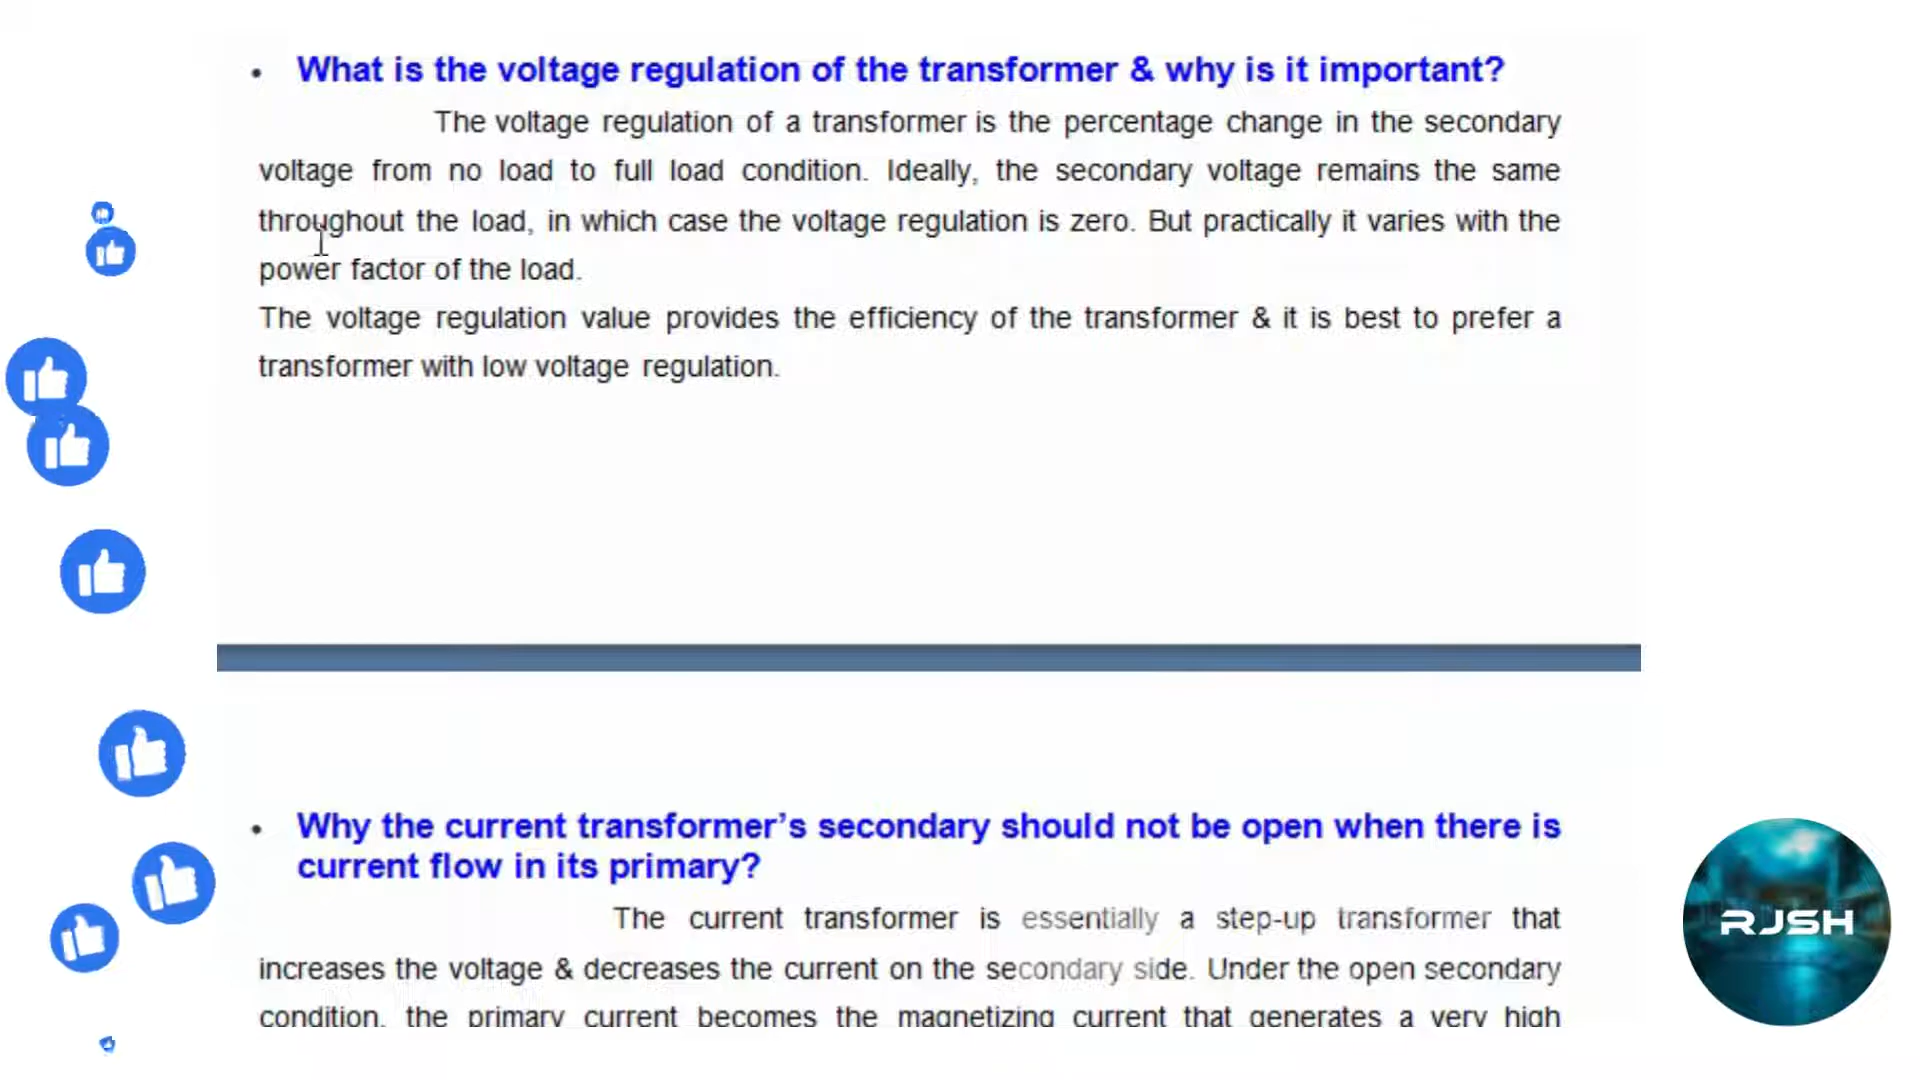 • What is the voltage regulation of the transformer & why is it important?
The voltage regulation of a transformer is the percentage change in the secondary
voltage from no load to full load condition. Ideally, the secondary voltage remains the same
throughout the load, in which case the voltage regulation is zero. But practically it varies with the
power factor of the load.
The voltage regulation value provides the efficiency of the transformer & it is best to prefer a
transformer with low voltage regulation.
• Why the current transformer’s secondary should not be open when there is
current flow in its primary?
The current transformer is essentially a step-up transformer that
increases the voltage & decreases the current on the secondary side. Under the open secondary
condition, the primary current becomes the magnetizing current that generates a very high
RJSH